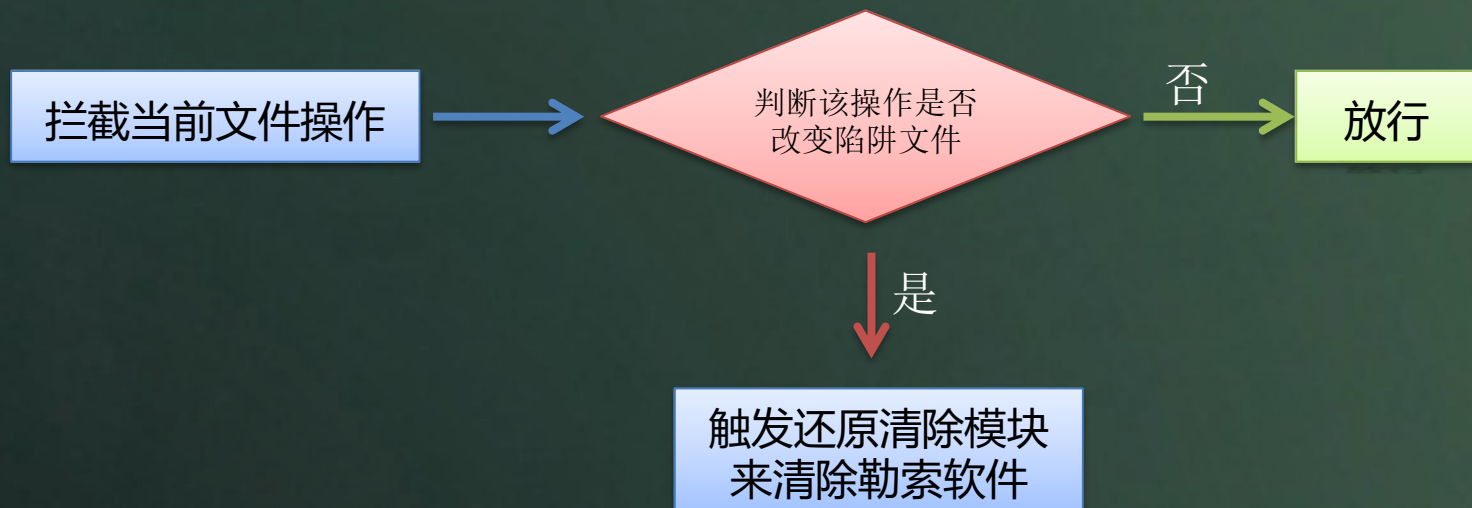 拦截当前文件操作
判断该操作是否
改变陷阱文件
否
放行
是
触发还原清除模块
来清除勒索软件